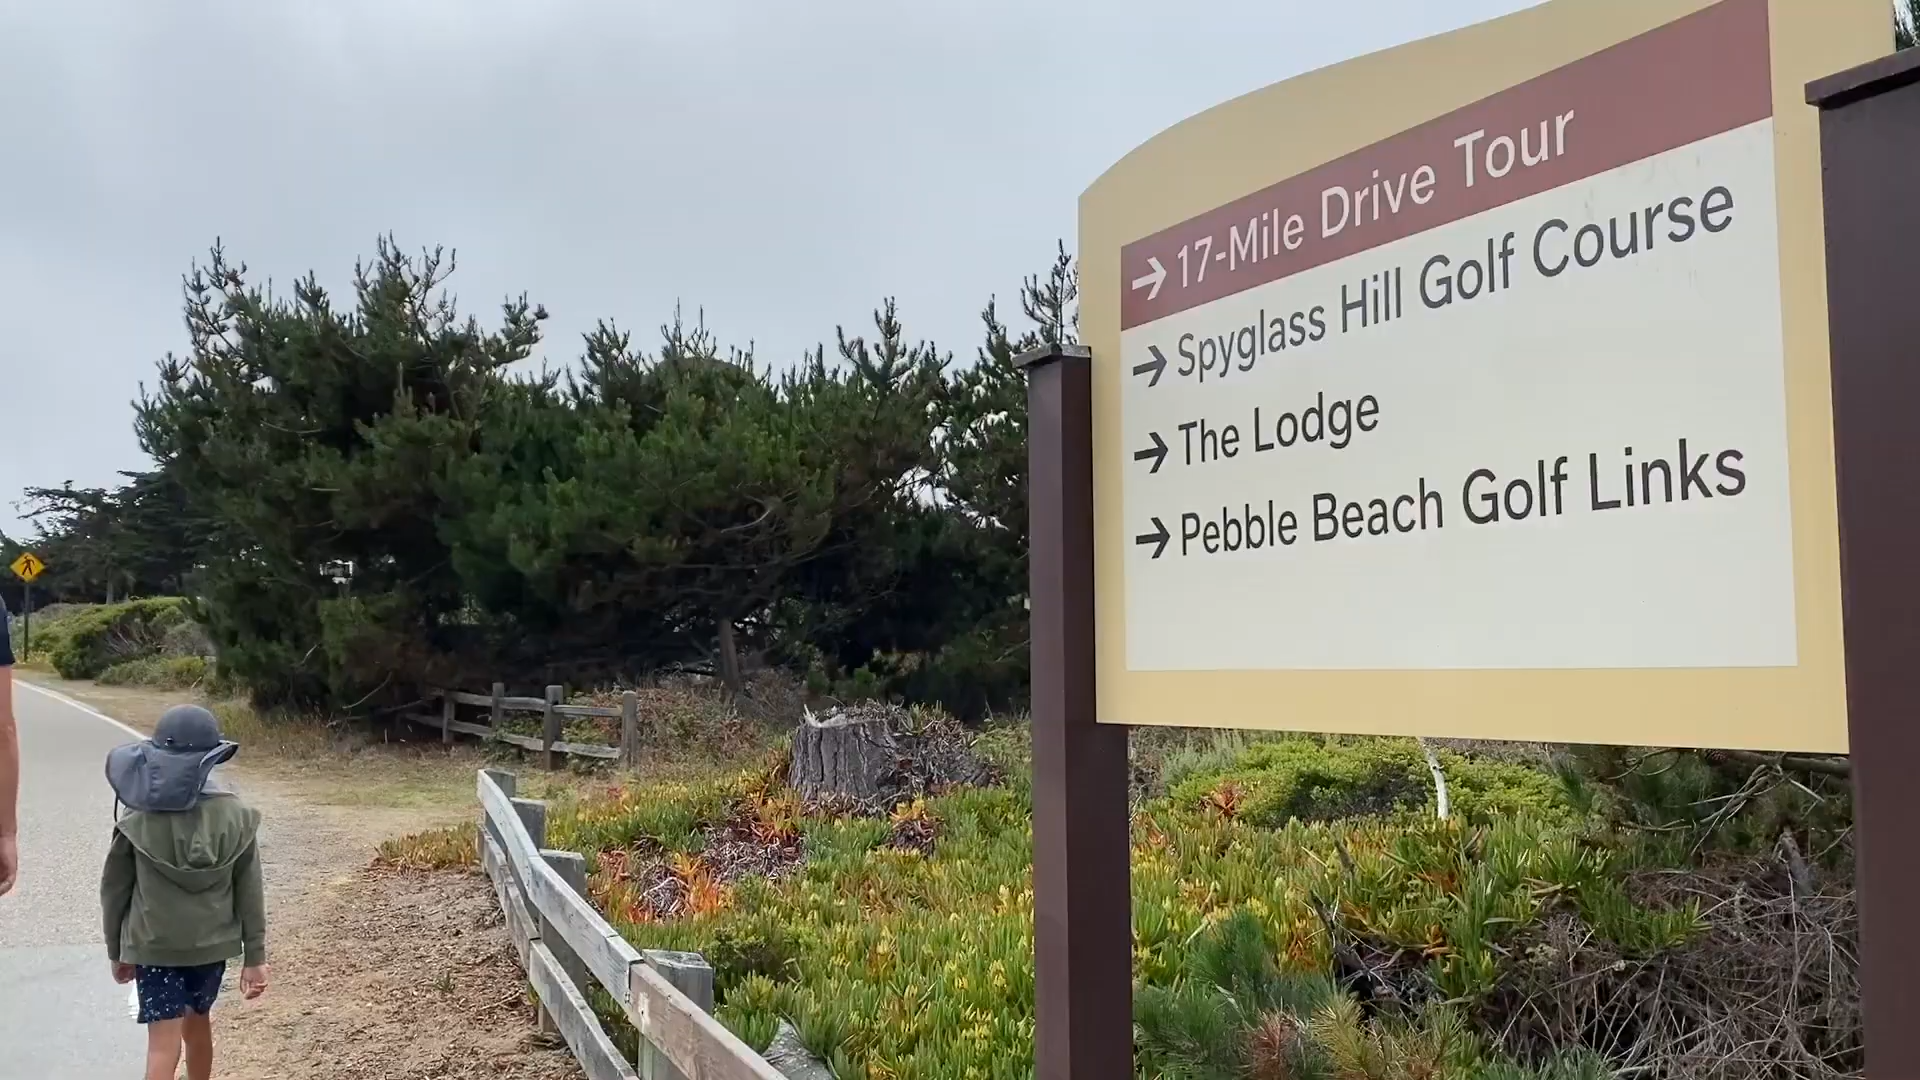 → 17-Mile Drive Tour
→ Spyglass Hill Golf Course
→ The Lodge
→ Pebble Beach Golf Links